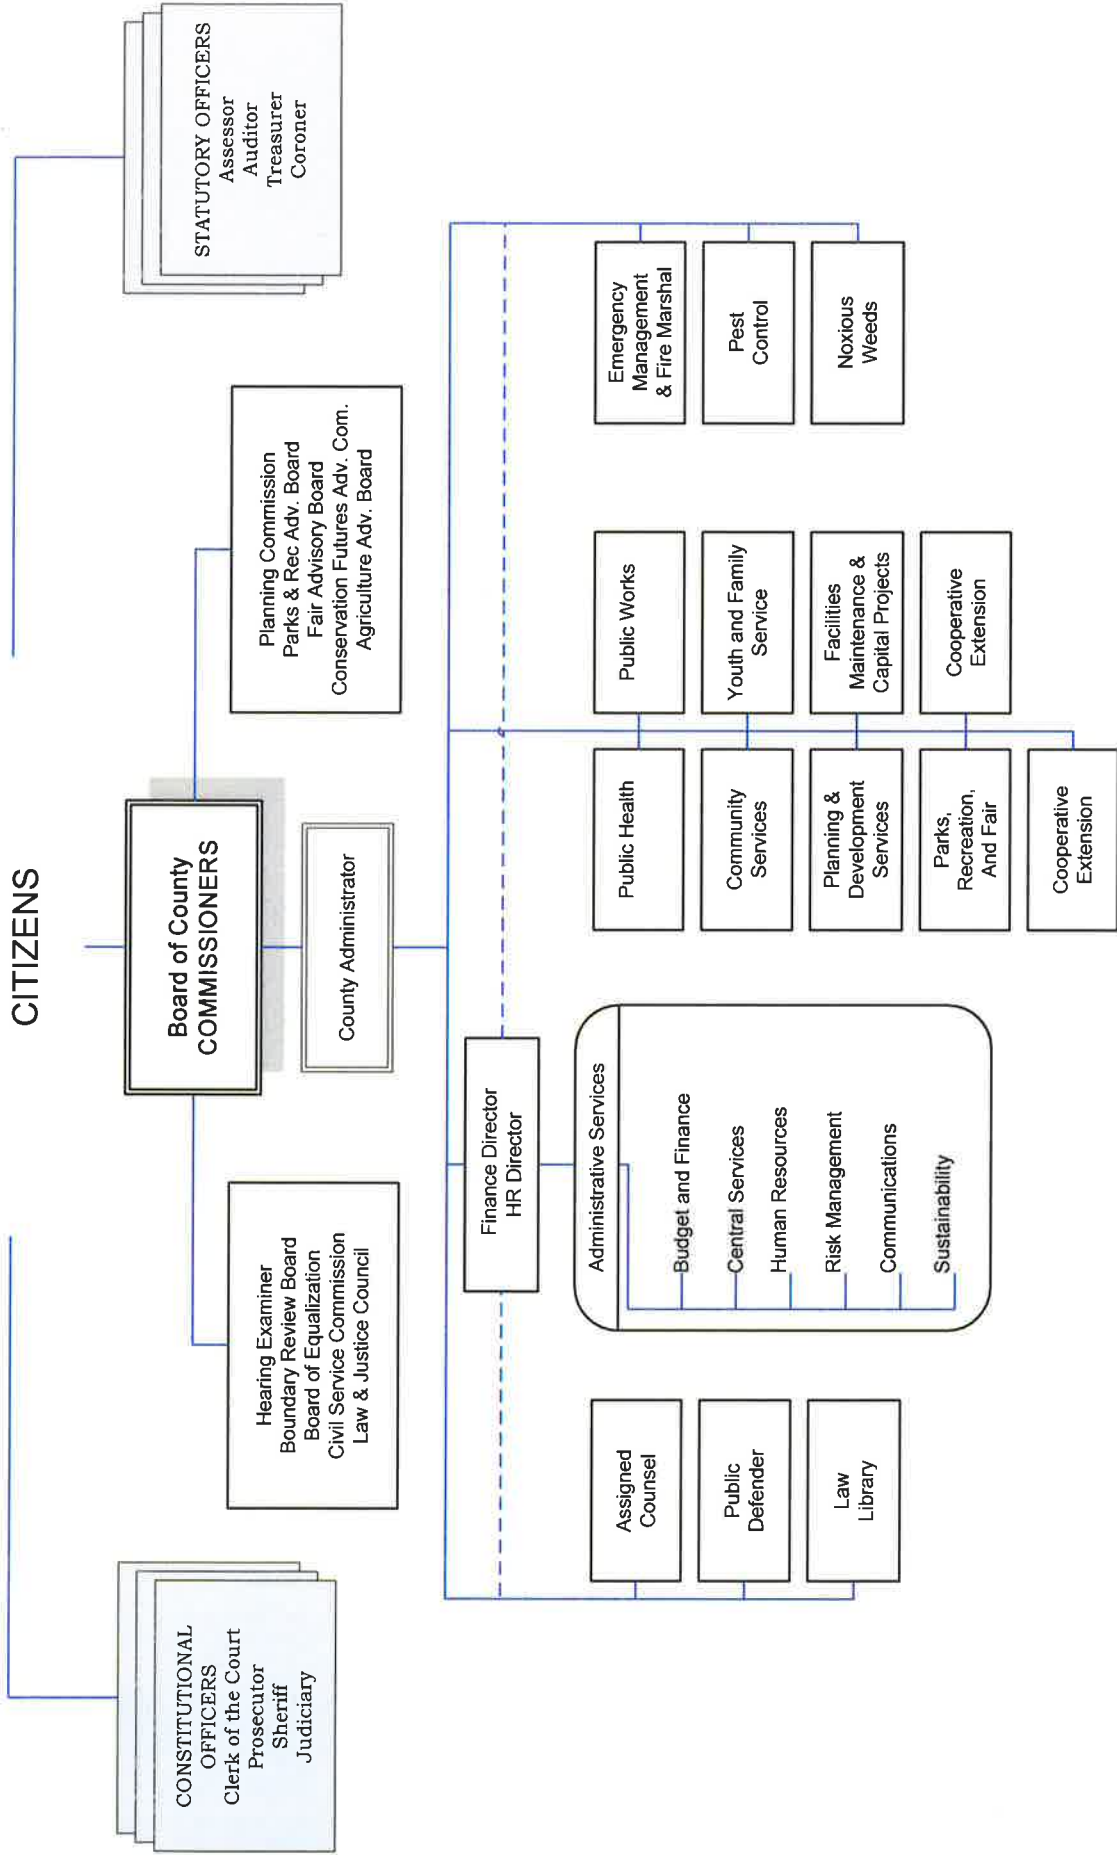 CITIZENS
CONSTITUTIONAL
OFFICERS
Clerk of the Court
Prosecutor
Sheriff
Judiciary
Board of County
COMMISSIONERS
STATUTORY OFFICERS
Assessor
Auditor
Treasurer
Coroner
Hearing Examiner
Boundary Review Board
Board of Equalization
Civil Service Commission
Law & Justice Council
County Administrator
Planning Commission
Parks & Rec Adv. Board
Fair Advisory Board
Conservation Futures Adv. Com.
Agriculture Adv. Board
Finance Director
HR Director
Assigned
Counsel
Public
Defender
Law
Library
Administrative Services
Budget and Finance
Central Services
Human Resources
Risk Management
Communications
Sustainability
Public Health
Public Works
Community
Services
Youth and Family
Service
Planning &
Development
Services
Facilities
Maintenance &
Capital Projects
Parks,
Recreation,
And Fair
Cooperative
Extension
Cooperative
Extension
Emergency
Management
& Fire Marshal
Pest
Control
Noxious
Weeds